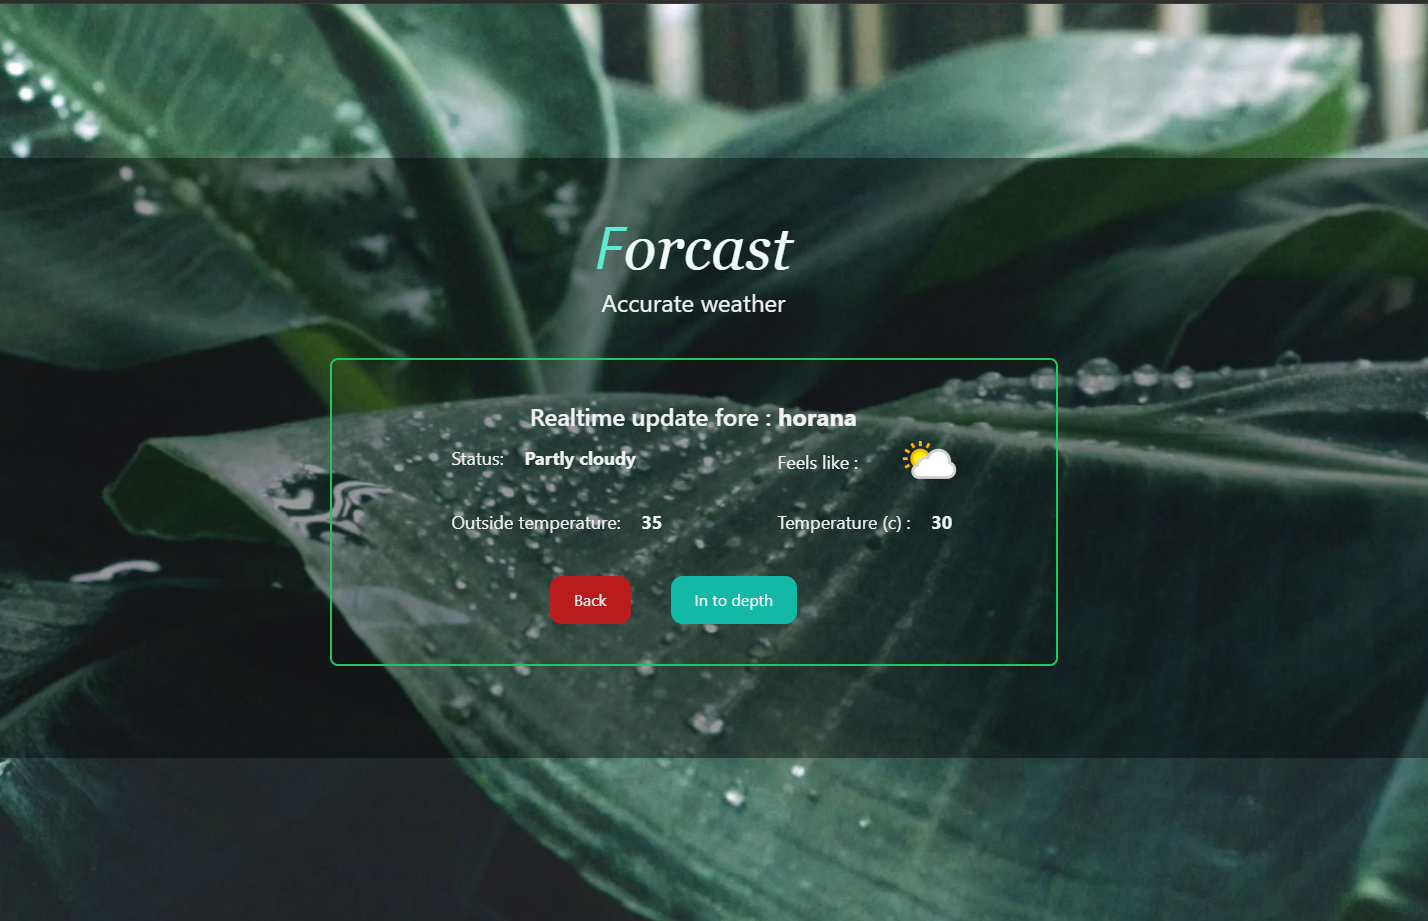 Forcast
Accurate weather
Realtime update fore : horana
Status: Partly cloudy Feels like :
Outside temperature: 35 Temperature (c) : 30
Back In to depth